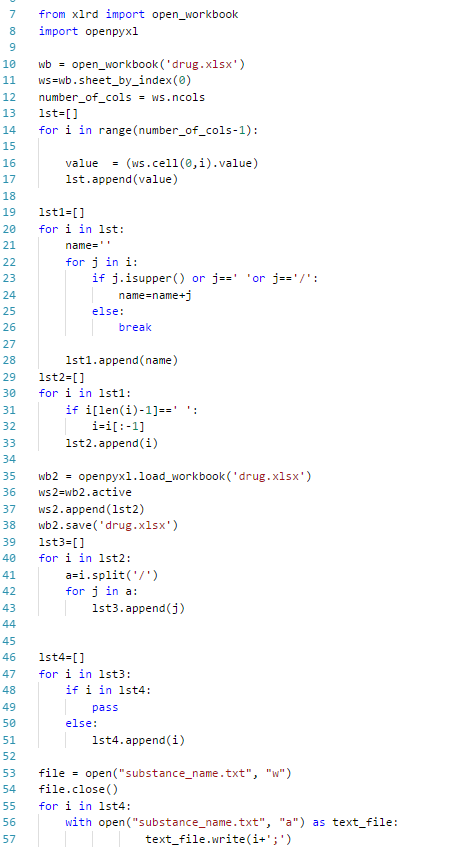 7 from xlrd import open_workbook
8 import openpyxl
9
10 wb = open_workbook('drug.xlsx')
11 ws=wb.sheet_by_index(0)
12 number_of_cols = ws.ncols
13 lst=[]
14 for i in range(number_of_cols-1):
15
16     value  = (ws.cell(0,i).value)
17     lst.append(value)
18
19 lst1=[]
20 for i in lst:
21     name=''
22     for j in i:
23         if j.isupper() or j==' 'or j=='/':
24             name=name+j
25         else:
26             break
27
28     lst1.append(name)
29 lst2=[]
30 for i in lst1:
31     if i[len(i)-1]==' ':
32         i=i[:-1]
33     lst2.append(i)
34
35 wb2 = openpyxl.load_workbook('drug.xlsx')
36 ws2=wb2.active
37 ws2.append(lst2)
38 wb2.save('drug.xlsx')
39 lst3=[]
40 for i in lst2:
41     a=i.split('/')
42     for j in a:
43         lst3.append(j)
44
45
46 lst4=[]
47 for i in lst3:
48     if i in lst4:
49         pass
50     else:
51         lst4.append(i)
52
53 file = open("substance_name.txt", "w")
54 file.close()
55 for i in lst4:
56     with open("substance_name.txt", "a") as text_file:
57                 text_file.write(i+';')